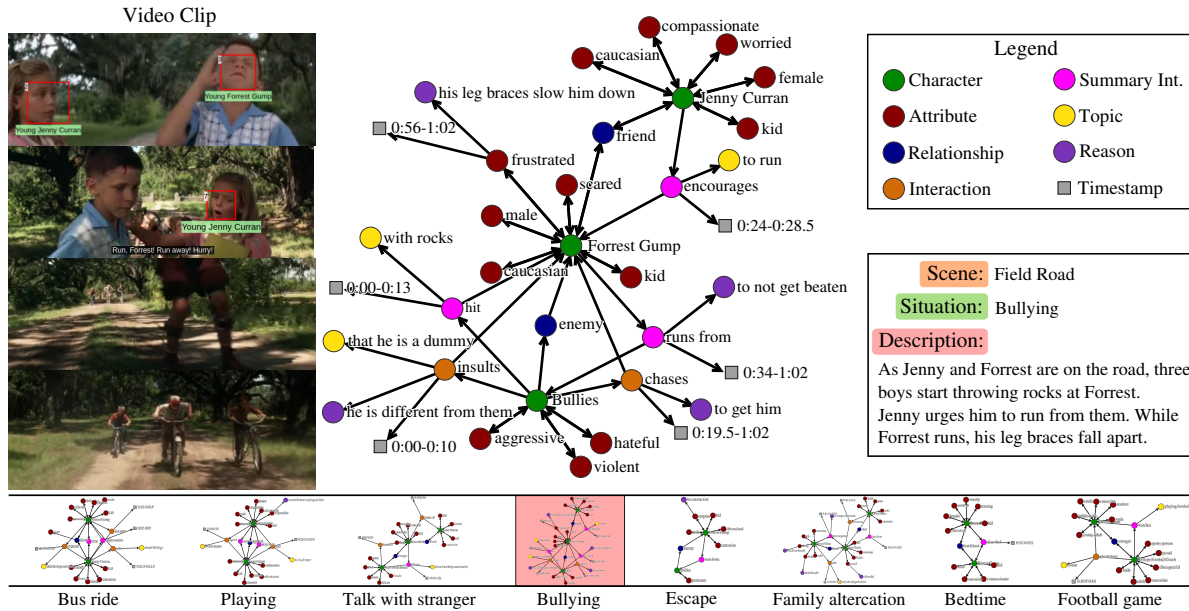 Video Clip
Young Forrest Gump
Young Jenny Curran
Young Jenny Curran
Run, Forrest! Run away! Hurry!
compassionate
worried
caucasian
female
his leg braces slow him down
Jenny Curran
0:56-1:02
friend
kid
frustrated
to run
scared
encourages
male
0:24-0:28.5
with rocks
Forrest Gump
caucasian
kid
0:00-0:13
to not get beaten
hit
enemy
runs from
that he is a dummy
insults
0:34-1:02
chases
Bullies
he is different from them
to get him
aggressive
hateful
0:19.5-1:02
0:00-0:10
violent
Legend
Character
Summary Int.
Attribute
Topic
Relationship
Reason
Interaction
Timestamp
Scene: Field Road
Situation: Bullying
Description:
As Jenny and Forrest are on the road, three
boys start throwing rocks at Forrest.
Jenny urges him to run from them. While
Forrest runs, his leg braces fall apart.
Bus ride
Playing
Talk with stranger
Bullying
Escape
Family altercation
Bedtime
Football game